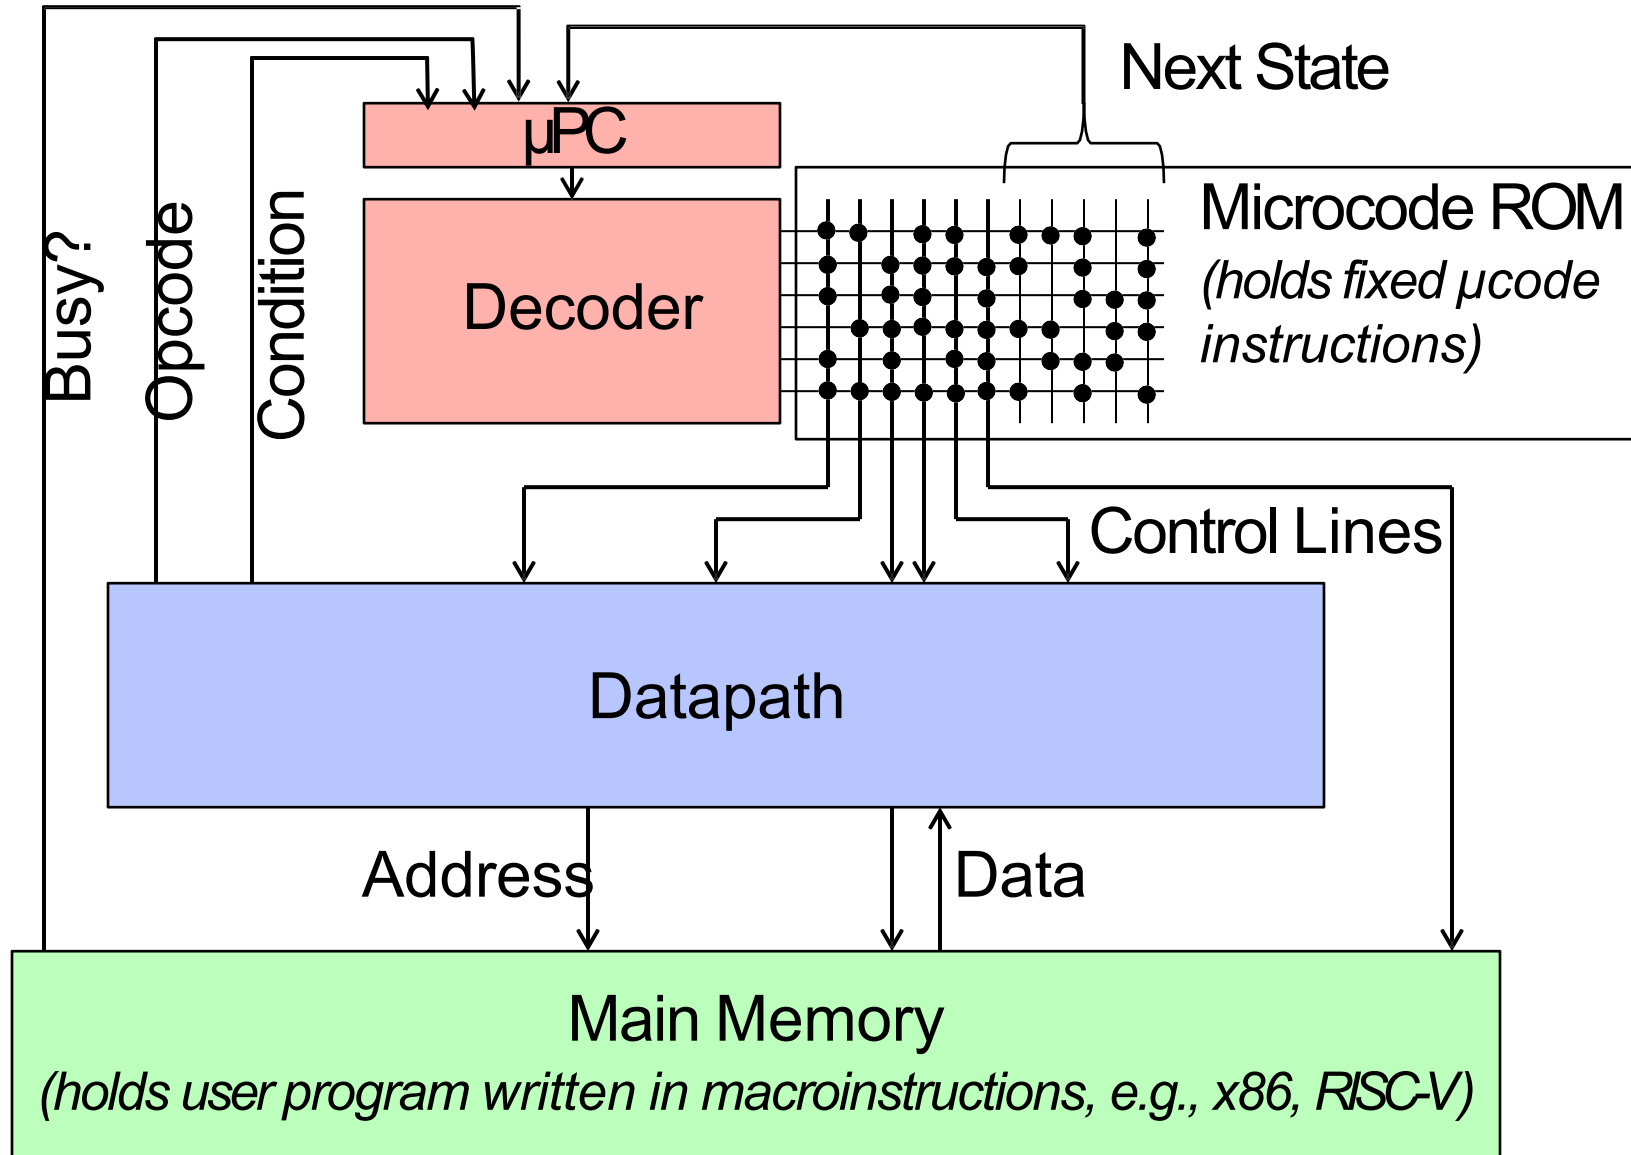 Next State
µPC
Microcode ROM
(holds fixed µcode
instructions)
Decoder
Busy?
Opcode
Condition
Control Lines
Datapath
Address
Data
Main Memory
(holds user program written in macroinstructions, e.g., x86, RISC-V)